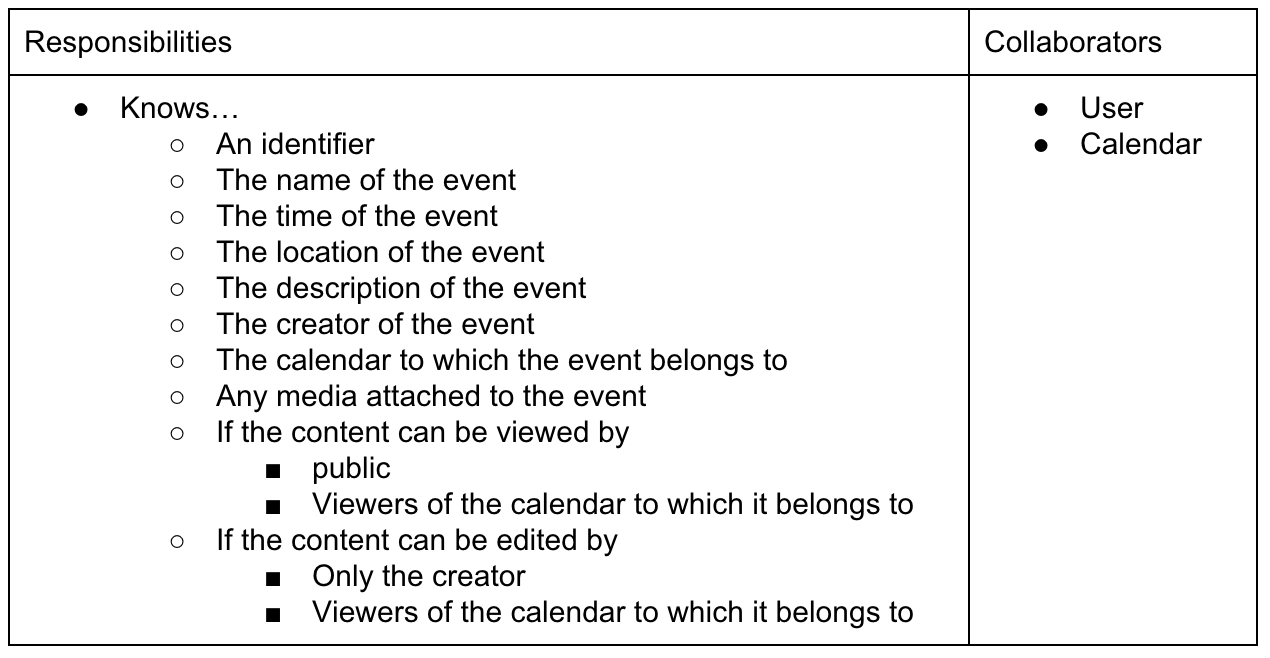 Responsibilities
Collaborators
● Knows…
○ An identifier
○ The name of the event
○ The time of the event
○ The location of the event
○ The description of the event
○ The creator of the event
○ The calendar to which the event belongs to
○ Any media attached to the event
○ If the content can be viewed by
■ public
■ Viewers of the calendar to which it belongs to
○ If the content can be edited by
■ Only the creator
■ Viewers of the calendar to which it belongs to
● User
● Calendar